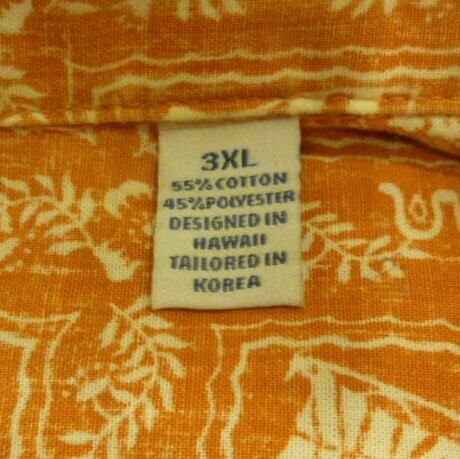 3XL
55% COTTON
45% POLYESTER
DESIGNED IN
HAWAII
TAILORED IN
KOREA